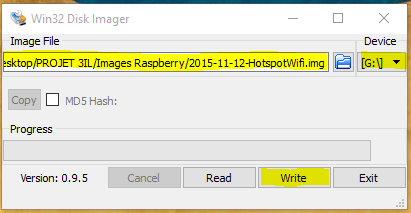 Win32 Disk Imager
Image File
Device
esktop/PROJET 3IL/Images Raspberry/2015-11-12-HotspotWifi.img
[G:\]
Copy
MD5 Hash:
Progress
Version: 0.9.5
Cancel
Read
Write
Exit